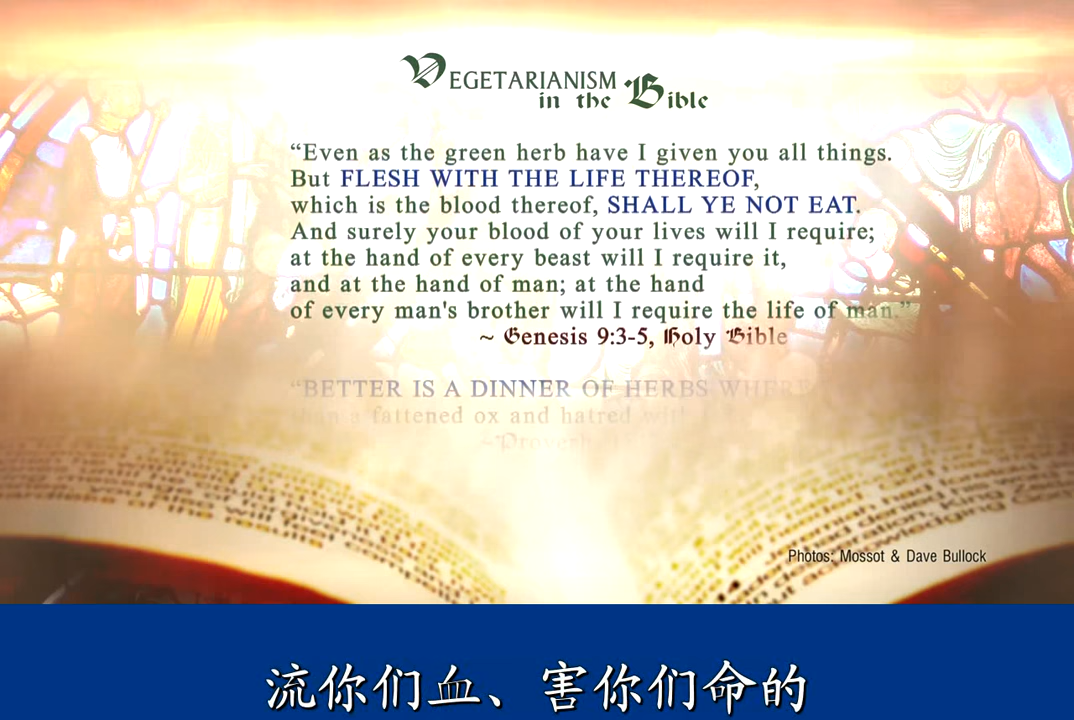 VEGETARIANISM
in the Bible
“Even as the green herb have I given you all things.
But FLESH WITH THE LIFE THEREOF,
which is the blood thereof, SHALL YE NOT EAT.
And surely your blood of your lives will I require;
at the hand of every beast will I require it,
and at the hand of man; at the hand
of every man's brother will I require the life of man.”
~ Genesis 9:3-5, Holy Bible
“BETTER IS A DINNER OF HERBS WHERE
than a fattened ox and hatred with
Photos: Mossot & Dave Bullock
流你们血、害你们命的